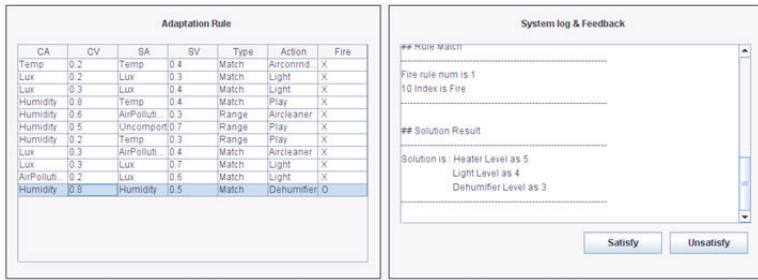 Adaptation Rule
CA CV SA SV Type Action Fire
Temp 0.2 Temp 0.4 Match Airconrnd... X
Lux 0.2 Lux 0.3 Match Light X
Lux 0.3 Lux 0.4 Match Light X
Humidity 0.8 Temp 0.4 Match Play X
Humidity 0.6 AirPolluti... 0.3 Range Aircleaner X
Humidity 0.5 Uncomport 0.7 Range Play X
Humidity 0.2 Temp 0.3 Range Play X
Lux 0.3 AirPolluti... 0.4 Match Aircleaner X
Lux 0.3 Lux 0.7 Match Light X
AirPolluti... 0.2 Lux 0.6 Match Light X
Humidity 0.8 Humidity 0.5 Match Dehumifier O
System log & Feedback
## Rule Match
Fire rule num is 1
10 Index is Fire
## Solution Result
Solution is : Heater Level as 5
Light Level as 4
Dehumifier Level as 3
Satisfy Unsatisfy